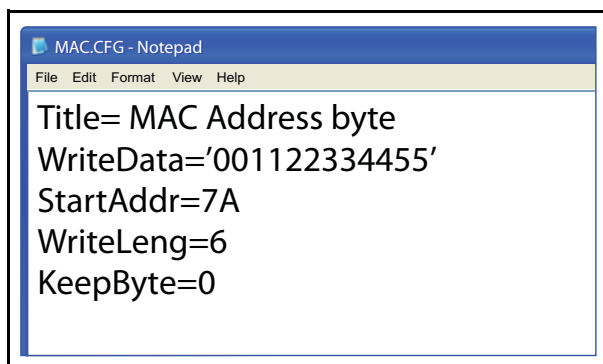 MAC.CFG - Notepad
File Edit Format View Help
Title= MAC Address byte
WriteData=’001122334455’
StartAddr=7A
WriteLeng=6
KeepByte=0